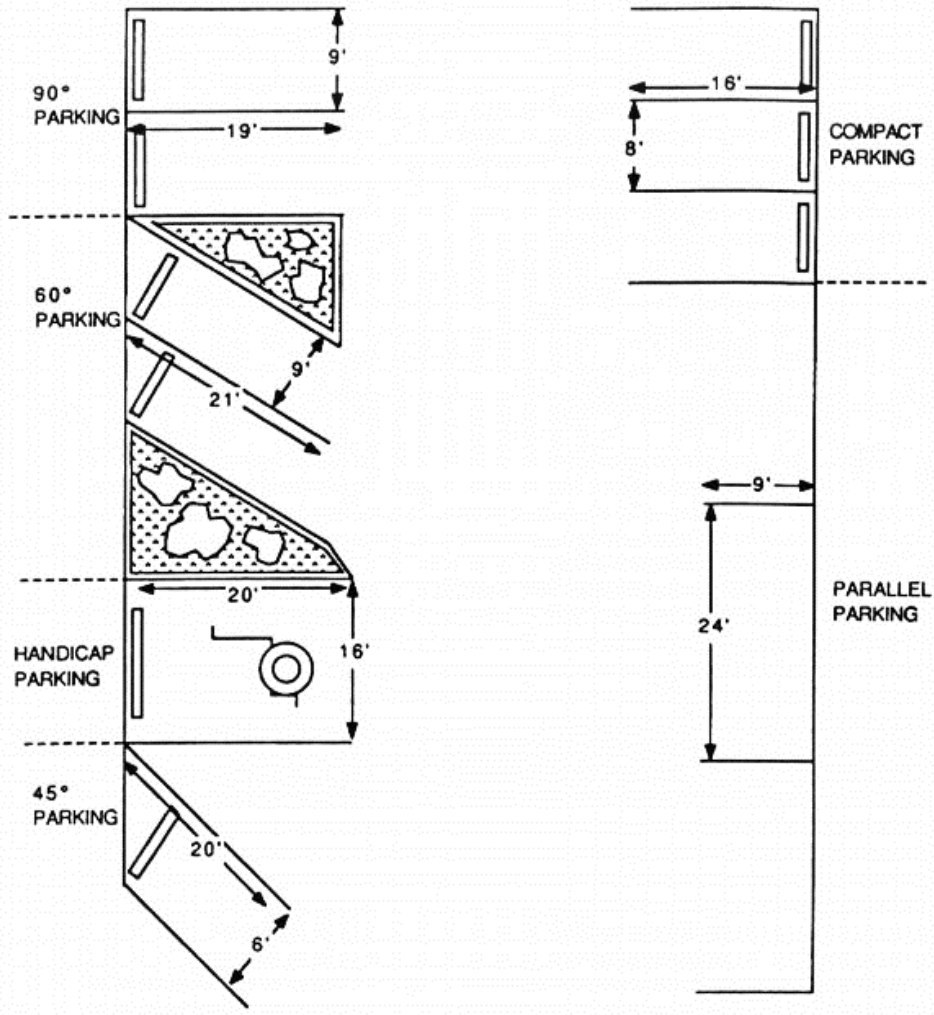 9'
90°
PARKING
19'
16'
8'
COMPACT
PARKING
60°
PARKING
9'
21'
9'
24'
PARALLEL
PARKING
20'
16'
HANDICAP
PARKING
45°
PARKING
20'
6'